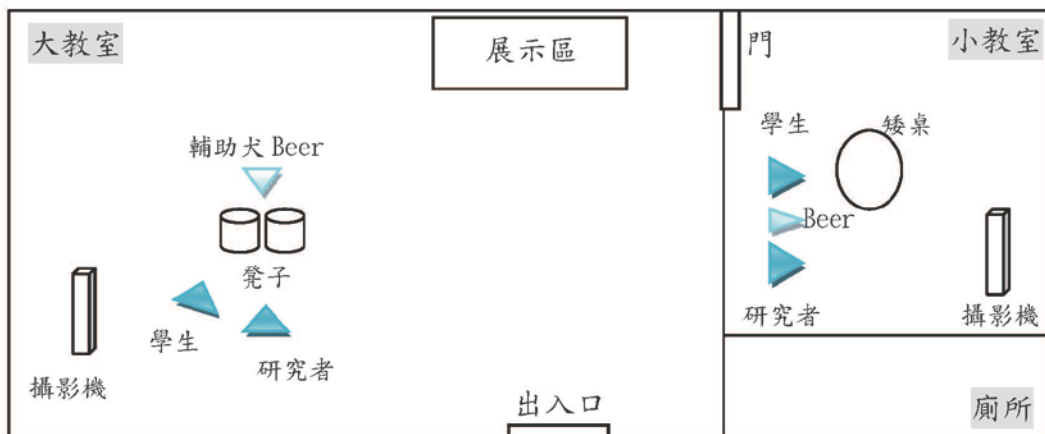 大教室
展示區
門
小教室
學生
矮桌
輔助犬 Beer
Beer
凳子
學生
研究者
攝影機
研究者
攝影機
出入口
廁所